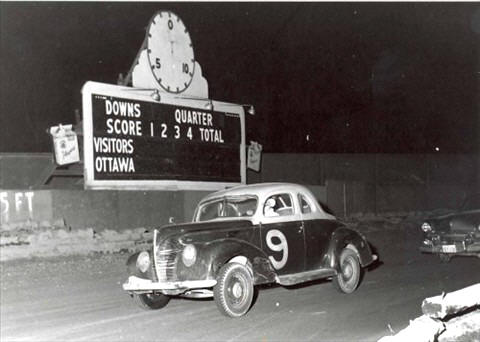 0
5 10
DOWNS QUARTER
SCORE 1 2 3 4 TOTAL
VISITORS
OTTAWA
5 FT
9